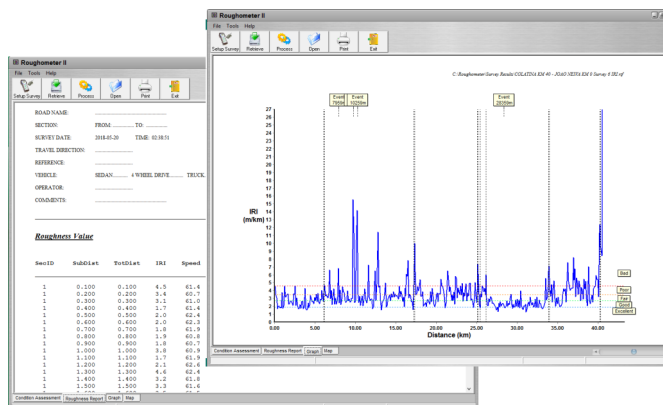 Roughometer II
File Tools Help
Setup Survey Retrieve Process Open Print Exit
ROAD NAME:
SECTION: FROM: TO:
SURVEY DATE: 2018-05-20 TIME: 02:38:51
TRAVEL DIRECTION:
REFERENCE:
VEHICLE: SEDAN 4 WHEEL DRIVE TRUCK
OPERATOR:
COMMENTS:
Roughness Value
SecID SubDist TotDist IRI Speed
1 0.100 0.100 4.5 61.4
1 0.200 0.200 3.4 60.7
1 0.300 0.300 3.1 61.0
1 0.400 0.400 1.7 61.4
1 0.500 0.500 2.0 62.4
1 0.600 0.600 2.0 62.3
1 0.700 0.700 1.8 61.9
1 0.800 0.800 1.9 60.8
1 0.900 0.900 1.8 60.7
1 1.000 1.000 3.8 60.9
1 1.100 1.100 1.7 61.9
1 1.200 1.200 2.1 62.6
1 1.300 1.300 4.6 62.4
1 1.400 1.400 3.2 61.8
1 1.500 1.500 3.3 61.6
Condition Assessment Roughness Report Graph Map
Roughometer II
File Tools Help
Setup Survey Retrieve Process Open Print Exit
Event
Event
Event
10259m
27
26
25
24
23
22
21
20
19
18
17
16
15
14
13
12
11
10
9
8
7
6
5
4
3
2
1
0
IRI
(m/km)
Bad
Poor
Fair
Good
Excellent
0.00 5.00 10.00 15.00 20.00 25.00 30.00 35.00 40.00
Distance (km)
Condition Assessment Roughness Report Graph Map